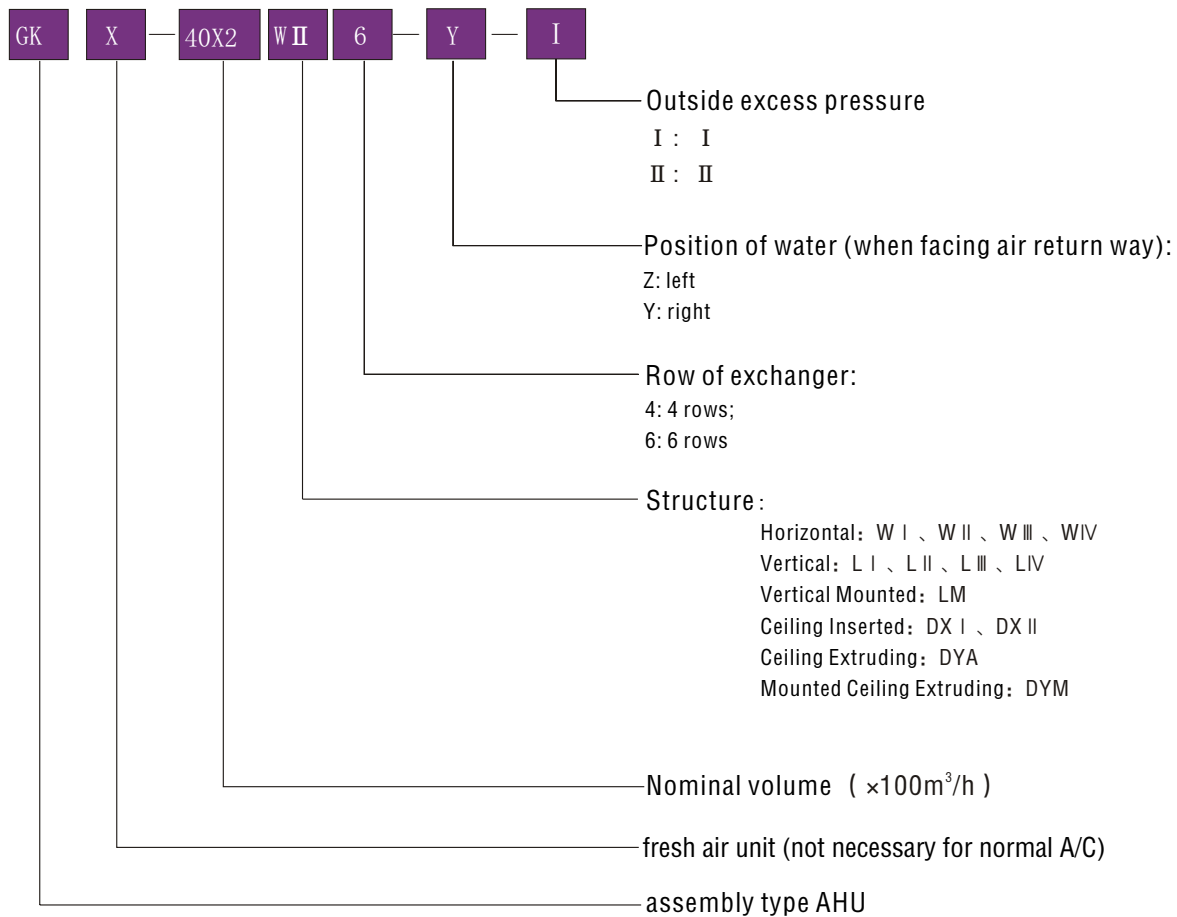 GK X — 40X2 WⅡ 6 — Y — I
Outside excess pressure
Ⅰ: Ⅰ
Ⅱ: Ⅱ
Position of water (when facing air return way):
Z: left
Y: right
Row of exchanger:
4: 4 rows;
6: 6 rows
Structure:
Horizontal: WⅠ、WⅡ、WⅢ、WⅣ
Vertical: LⅠ、LⅡ、LⅢ、LⅣ
Vertical Mounted: LM
Ceiling Inserted: DXⅠ、DXⅡ
Ceiling Extruding: DYA
Mounted Ceiling Extruding: DYM
Nominal volume (×100m³/h)
fresh air unit (not necessary for normal A/C)
assembly type AHU